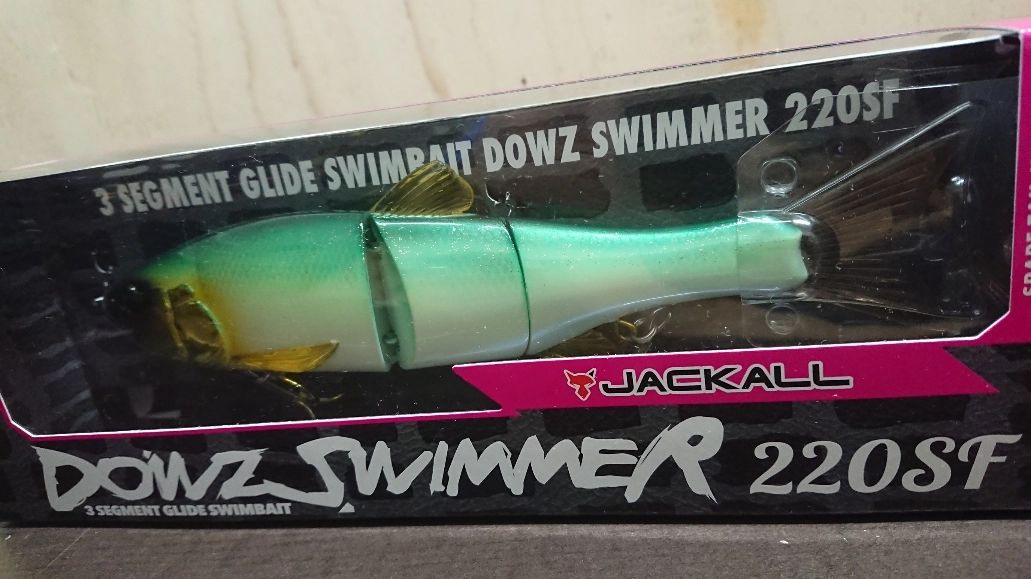 3 SEGMENT GLIDE SWIMBAIT DOWZ SWIMMER 220SF
JACKALL
DOWZ SWIMMER 220SF
3 SEGMENT GLIDE SWIMBAIT